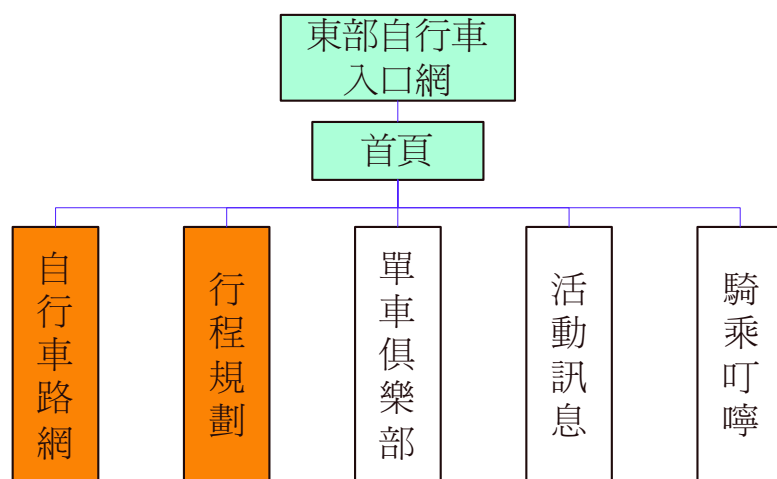 東部自行車
入口網
首頁
自行車路網
行程規劃
單車俱樂部
活動訊息
騎乘叮嚀